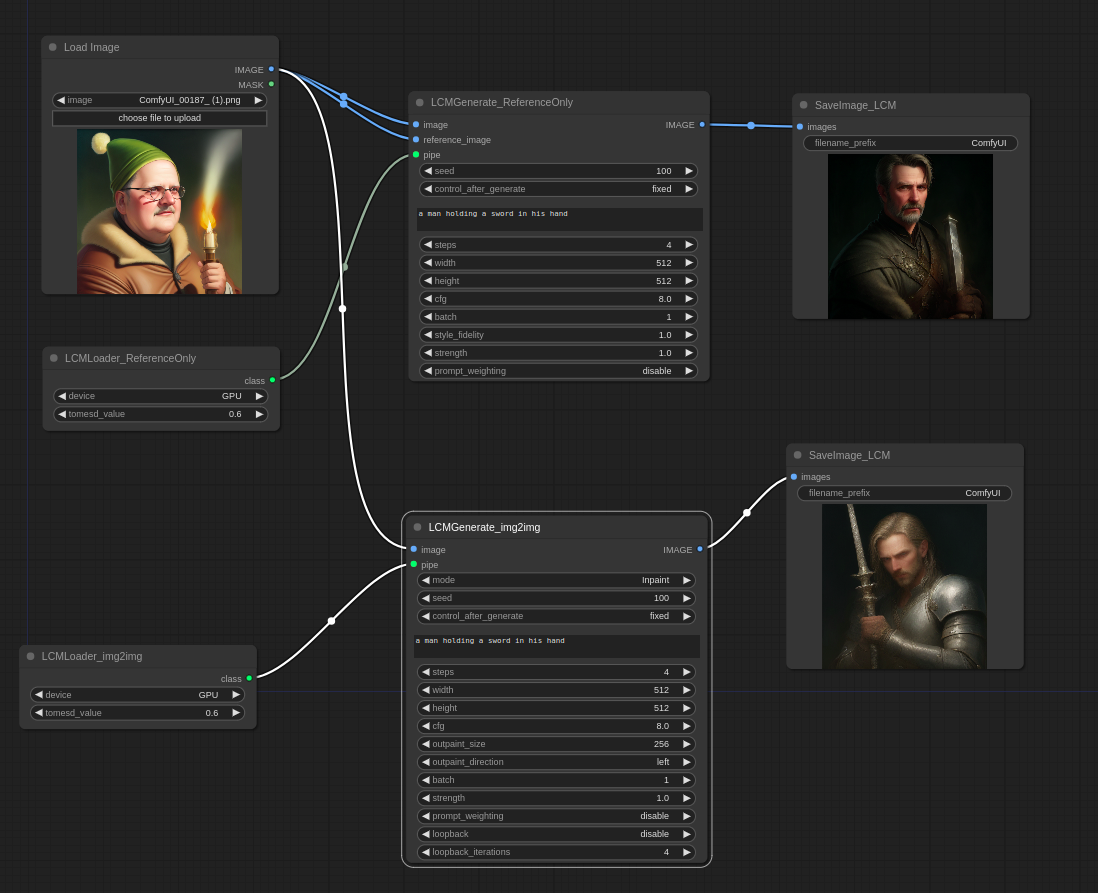 Load Image
IMAGE
MASK
image ComfyUI_00187_ (1).png
choose file to upload
LCMLoader_ReferenceOnly
class
device GPU
tomesd_value 0.6
LCMGenerate_ReferenceOnly
image IMAGE
reference_image
pipe
seed 100
control_after_generate fixed
a man holding a sword in his hand
steps 4
width 512
height 512
cfg 8.0
batch 1
style_fidelity 1.0
strength 1.0
prompt_weighting disable
SaveImage_LCM
images
filename_prefix ComfyUI
LCMLoader_img2img
class
device GPU
tomesd_value 0.6
LCMGenerate_img2img
image IMAGE
pipe
mode Inpaint
seed 100
control_after_generate fixed
a man holding a sword in his hand
steps 4
width 512
height 512
cfg 8.0
outpaint_size 256
outpaint_direction left
batch 1
strength 1.0
prompt_weighting disable
loopback disable
loopback_iterations 4
SaveImage_LCM
images
filename_prefix ComfyUI